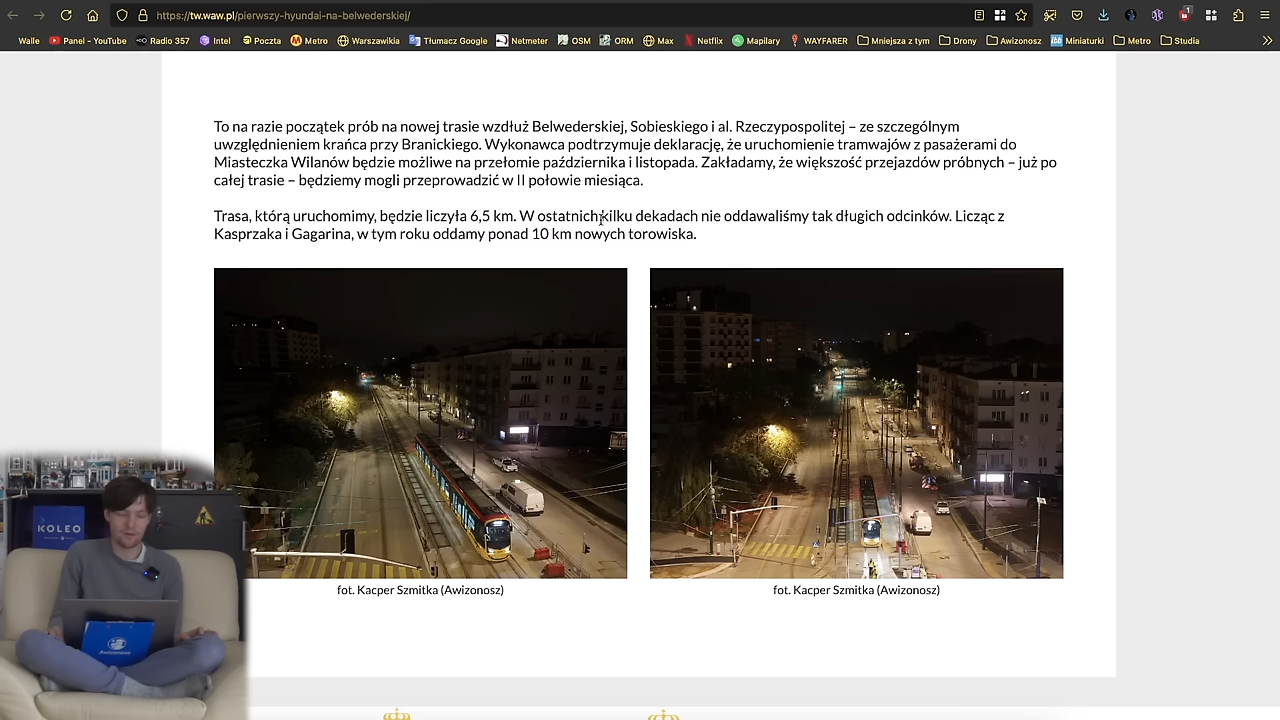 https://tw.waw.pl/pierwszy-hyundai-na-belwederskiej/
1
Walle Panel - YouTube Radio 357 Intel Poczta Metro Warszawikia Tłumacz Google Netmeter OSM ORM Max Netflix Mapilary WAYFARER Mniejsza z tym Drony Awizonosz Miniaturki Metro Studia
To na razie początek prób na nowej trasie wzdłuż Belwederskiej, Sobieskiego i al. Rzeczypospolitej – ze szczególnym
uwzględnieniem krańca przy Branickiego. Wykonawca podtrzymuje deklarację, że uruchomienie tramwajów z pasażerami do
Miasteczka Wilanów będzie możliwe na przełomie października i listopada. Zakładamy, że większość przejazdów próbnych – już po
całej trasie – będziemy mogli przeprowadzić w II połowie miesiąca.
Trasa, którą uruchomimy, będzie liczyła 6,5 km. W ostatnich kilku dekadach nie oddawaliśmy tak długich odcinków. Licząc z
Kasprzaka i Gagarina, w tym roku oddamy ponad 10 km nowych torowiska.
fot. Kacper Szmitka (Awizonosz)
fot. Kacper Szmitka (Awizonosz)
KOLEO
Awizonosz